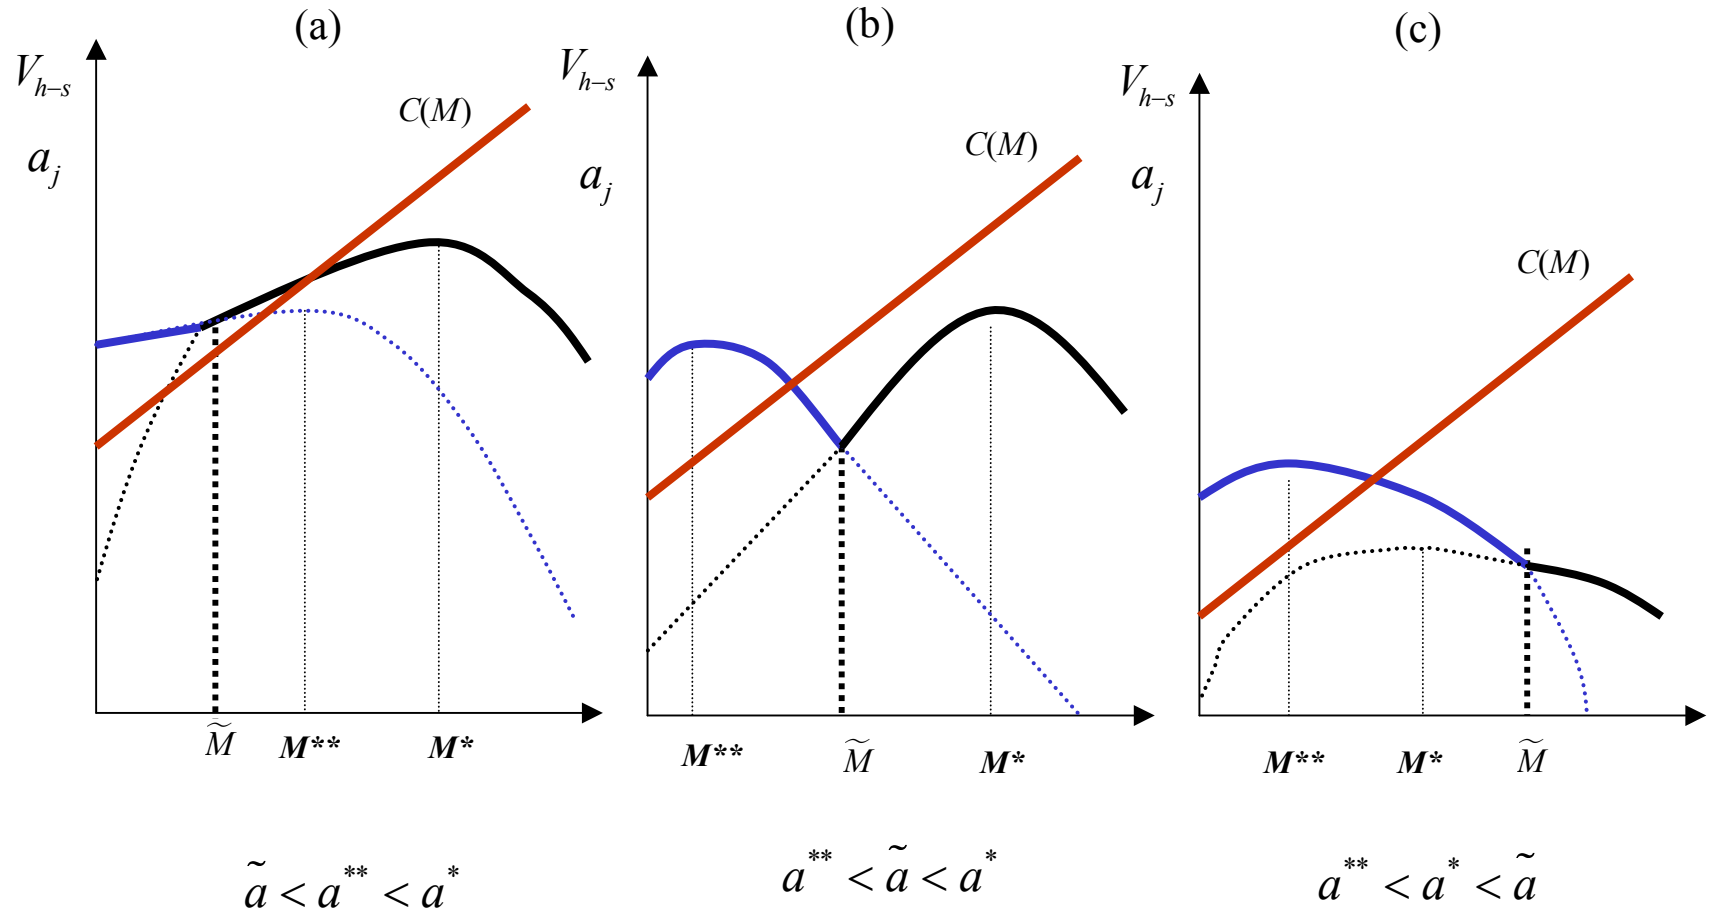 (a)
V_{h-s}
a_j
C(M)
M̃
M**
M*
ã < a** < a*
(b)
V_{h-s}
a_j
C(M)
M**
M̃
M*
a** < ã < a*
(c)
V_{h-s}
a_j
C(M)
M**
M*
M̃
a** < a* < ã